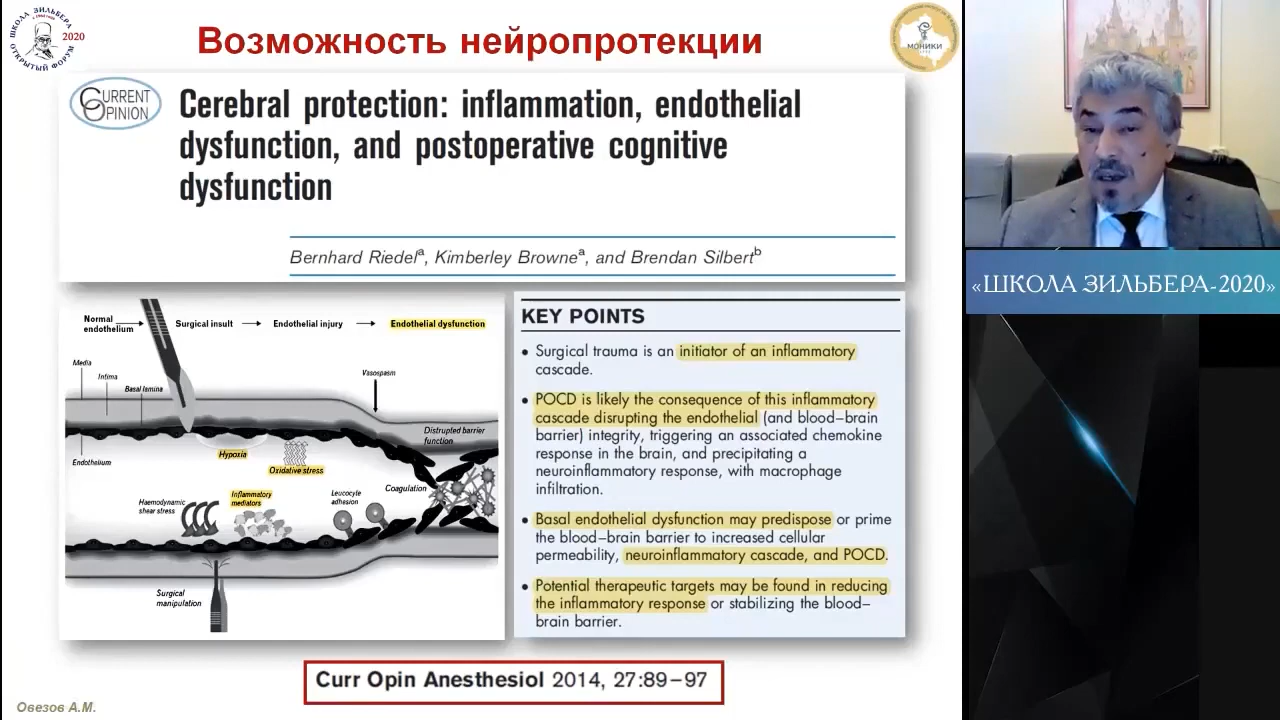 ШКОЛА ЗИЛЬБЕРА
ОТКРЫТЫЙ ФОРУМ
2020
Возможность нейропротекции
МОНИКИ
CURRENT
OPINION
Cerebral protection: inflammation, endothelial
dysfunction, and postoperative cognitive
dysfunction
Bernhard Riedelª, Kimberley Browneª, and Brendan Silbertᵇ
«ШКОЛА ЗИЛЬБЕРА-2020»
Normal
endothelium
Surgical insult
Endothelial injury
Endothelial dysfunction
Media
Intima
Basal lamina
Vasospasm
Distrupted barrier
function
Endothelium
Hypoxia
Oxidative stress
Coagulation
Haemodynamic
shear stress
Inflammatory
mediators
Leucocyte
adhesion
Surgical
manipulation
KEY POINTS
• Surgical trauma is an initiator of an inflammatory
cascade.
• POCD is likely the consequence of this inflammatory
cascade disrupting the endothelial (and blood–brain
barrier) integrity, triggering an associated chemokine
response in the brain, and precipitating a
neuroinflammatory response, with macrophage
infiltration.
• Basal endothelial dysfunction may predispose or prime
the blood–brain barrier to increased cellular
permeability, neuroinflammatory cascade, and POCD.
• Potential therapeutic targets may be found in reducing
the inflammatory response or stabilizing the blood–
brain barrier.
Curr Opin Anesthesiol 2014, 27:89–97
Овезов А.М.